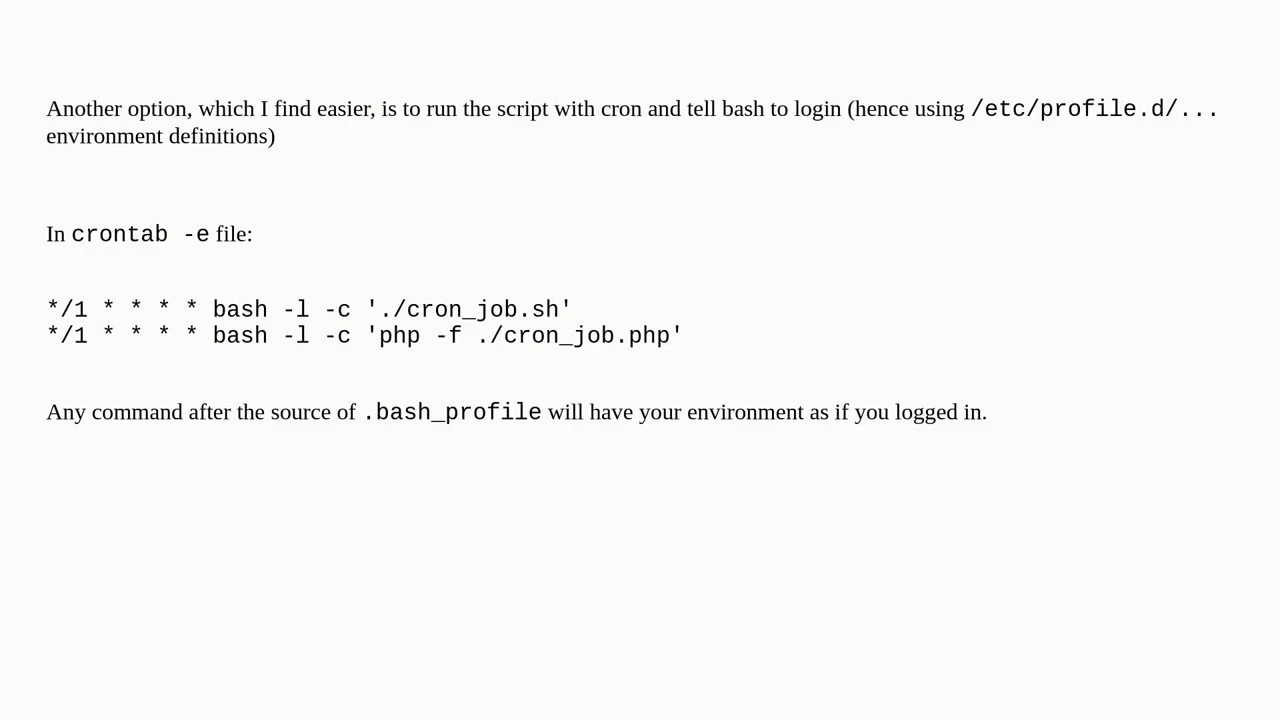 Another option, which I find easier, is to run the script with cron and tell bash to login (hence using /etc/profile.d/...
environment definitions)
In crontab -e file:
*/1 * * * * bash -l -c './cron_job.sh'
*/1 * * * * bash -l -c 'php -f ./cron_job.php'
Any command after the source of .bash_profile will have your environment as if you logged in.